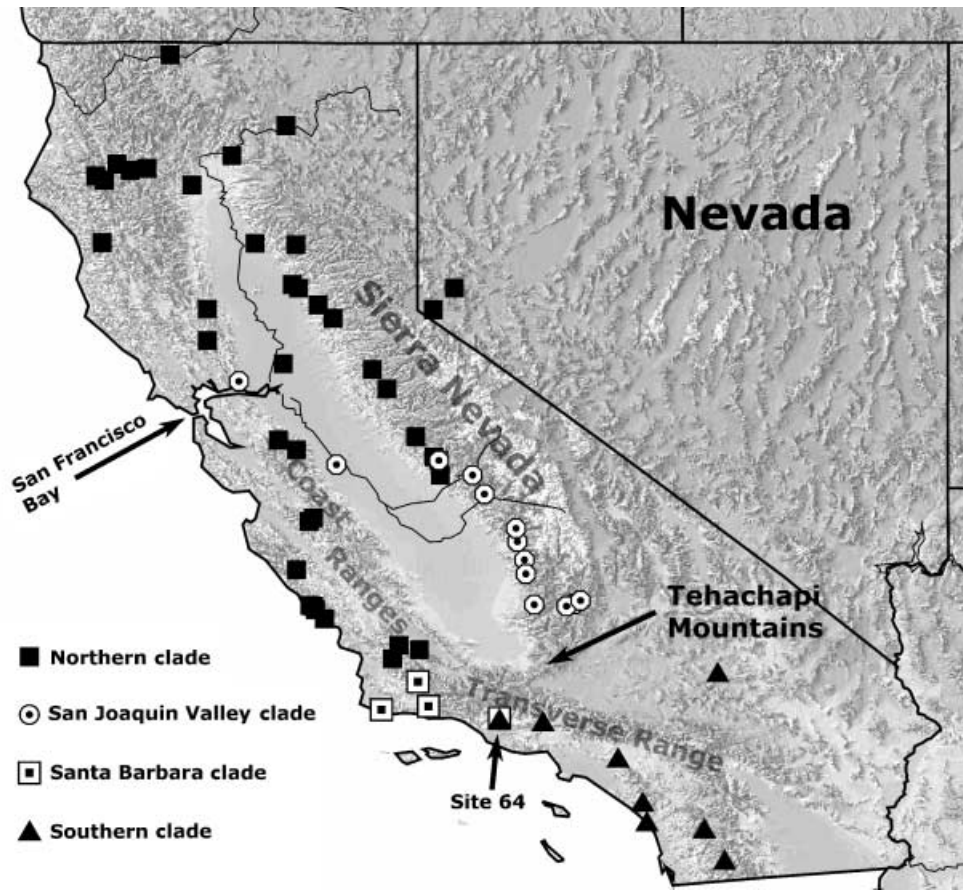 Nevada
Sierra Nevada
San Francisco
Bay
Coast
Ranges
Tehachapi
Mountains
Transverse Range
Northern clade
San Joaquin Valley clade
Santa Barbara clade
Southern clade
Site 64